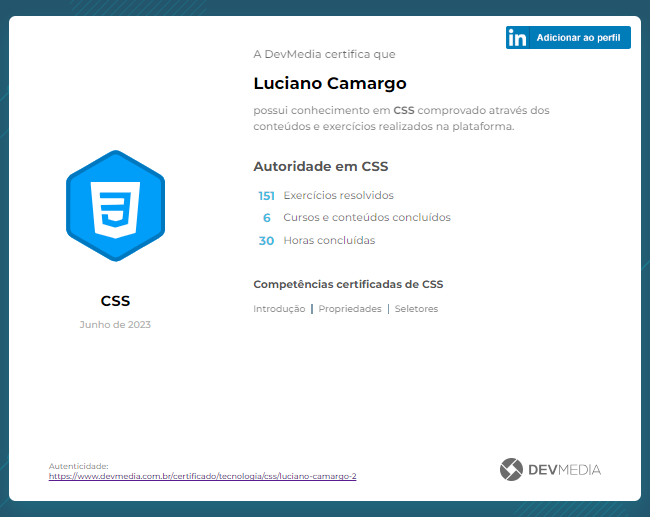 in Adicionar ao perfil
A DevMedia certifica que
Luciano Camargo
possui conhecimento em CSS comprovado através dos
conteúdos e exercícios realizados na plataforma.
Autoridade em CSS
151 Exercícios resolvidos
6 Cursos e conteúdos concluídos
30 Horas concluídas
CSS
Junho de 2023
Competências certificadas de CSS
Introdução | Propriedades | Seletores
Autenticidade:
https://www.devmedia.com.br/certificado/tecnologia/css/luciano-camargo-2
DEVMEDIA